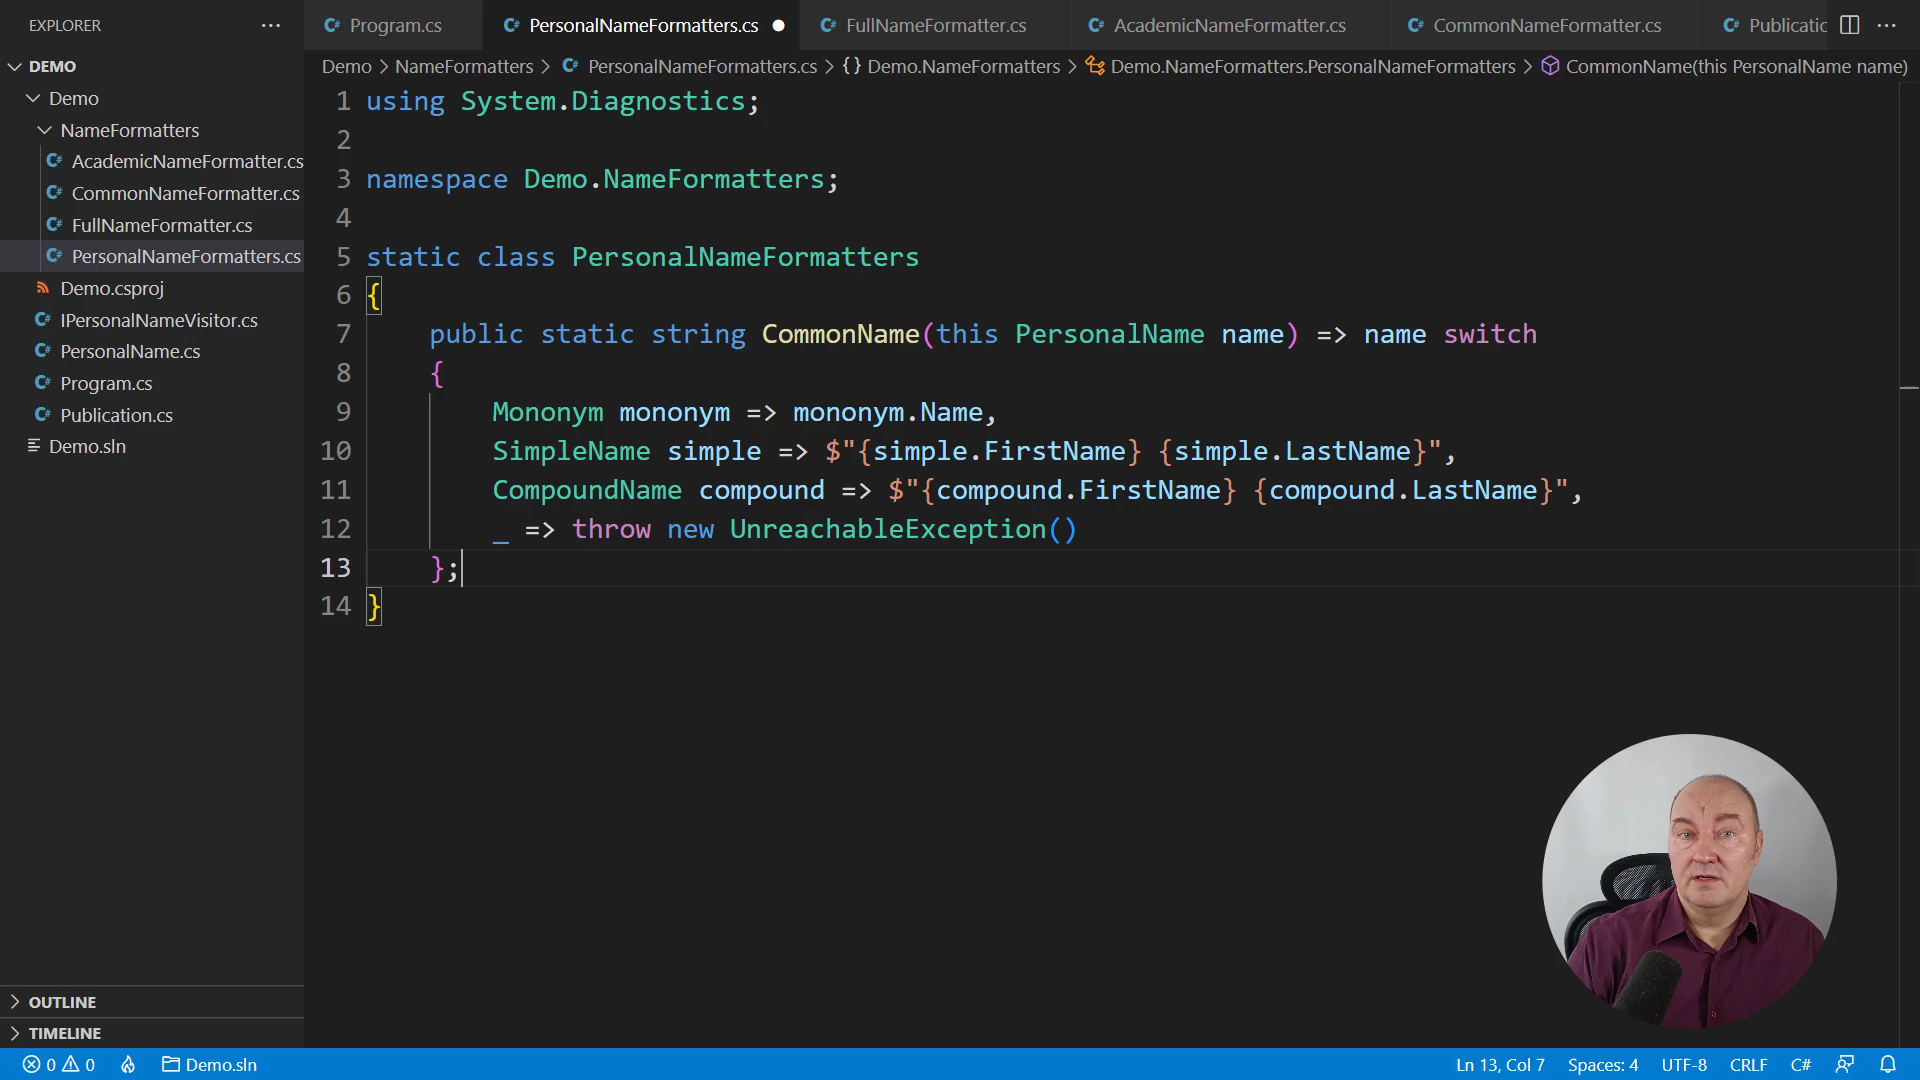 EXPLORER
Program.cs
PersonalNameFormatters.cs
FullNameFormatter.cs
AcademicNameFormatter.cs
CommonNameFormatter.cs
Publicatic
DEMO
Demo
NameFormatters
AcademicNameFormatter.cs
CommonNameFormatter.cs
FullNameFormatter.cs
PersonalNameFormatters.cs
Demo.csproj
IPersonalNameVisitor.cs
PersonalName.cs
Program.cs
Publication.cs
Demo.sln
OUTLINE
TIMELINE
Demo > NameFormatters > PersonalNameFormatters.cs > {} Demo.NameFormatters > Demo.NameFormatters.PersonalNameFormatters > CommonName(this PersonalName name)
1 using System.Diagnostics;
2
3 namespace Demo.NameFormatters;
4
5 static class PersonalNameFormatters
6 {
7 public static string CommonName(this PersonalName name) => name switch
8 {
9 Mononym mononym => mononym.Name,
10 SimpleName simple => $"{simple.FirstName} {simple.LastName}",
11 CompoundName compound => $"{compound.FirstName} {compound.LastName}",
12 _ => throw new UnreachableException()
13 };
14 }
0 0 Demo.sln Ln 13, Col 7 Spaces: 4 UTF-8 CRLF C#